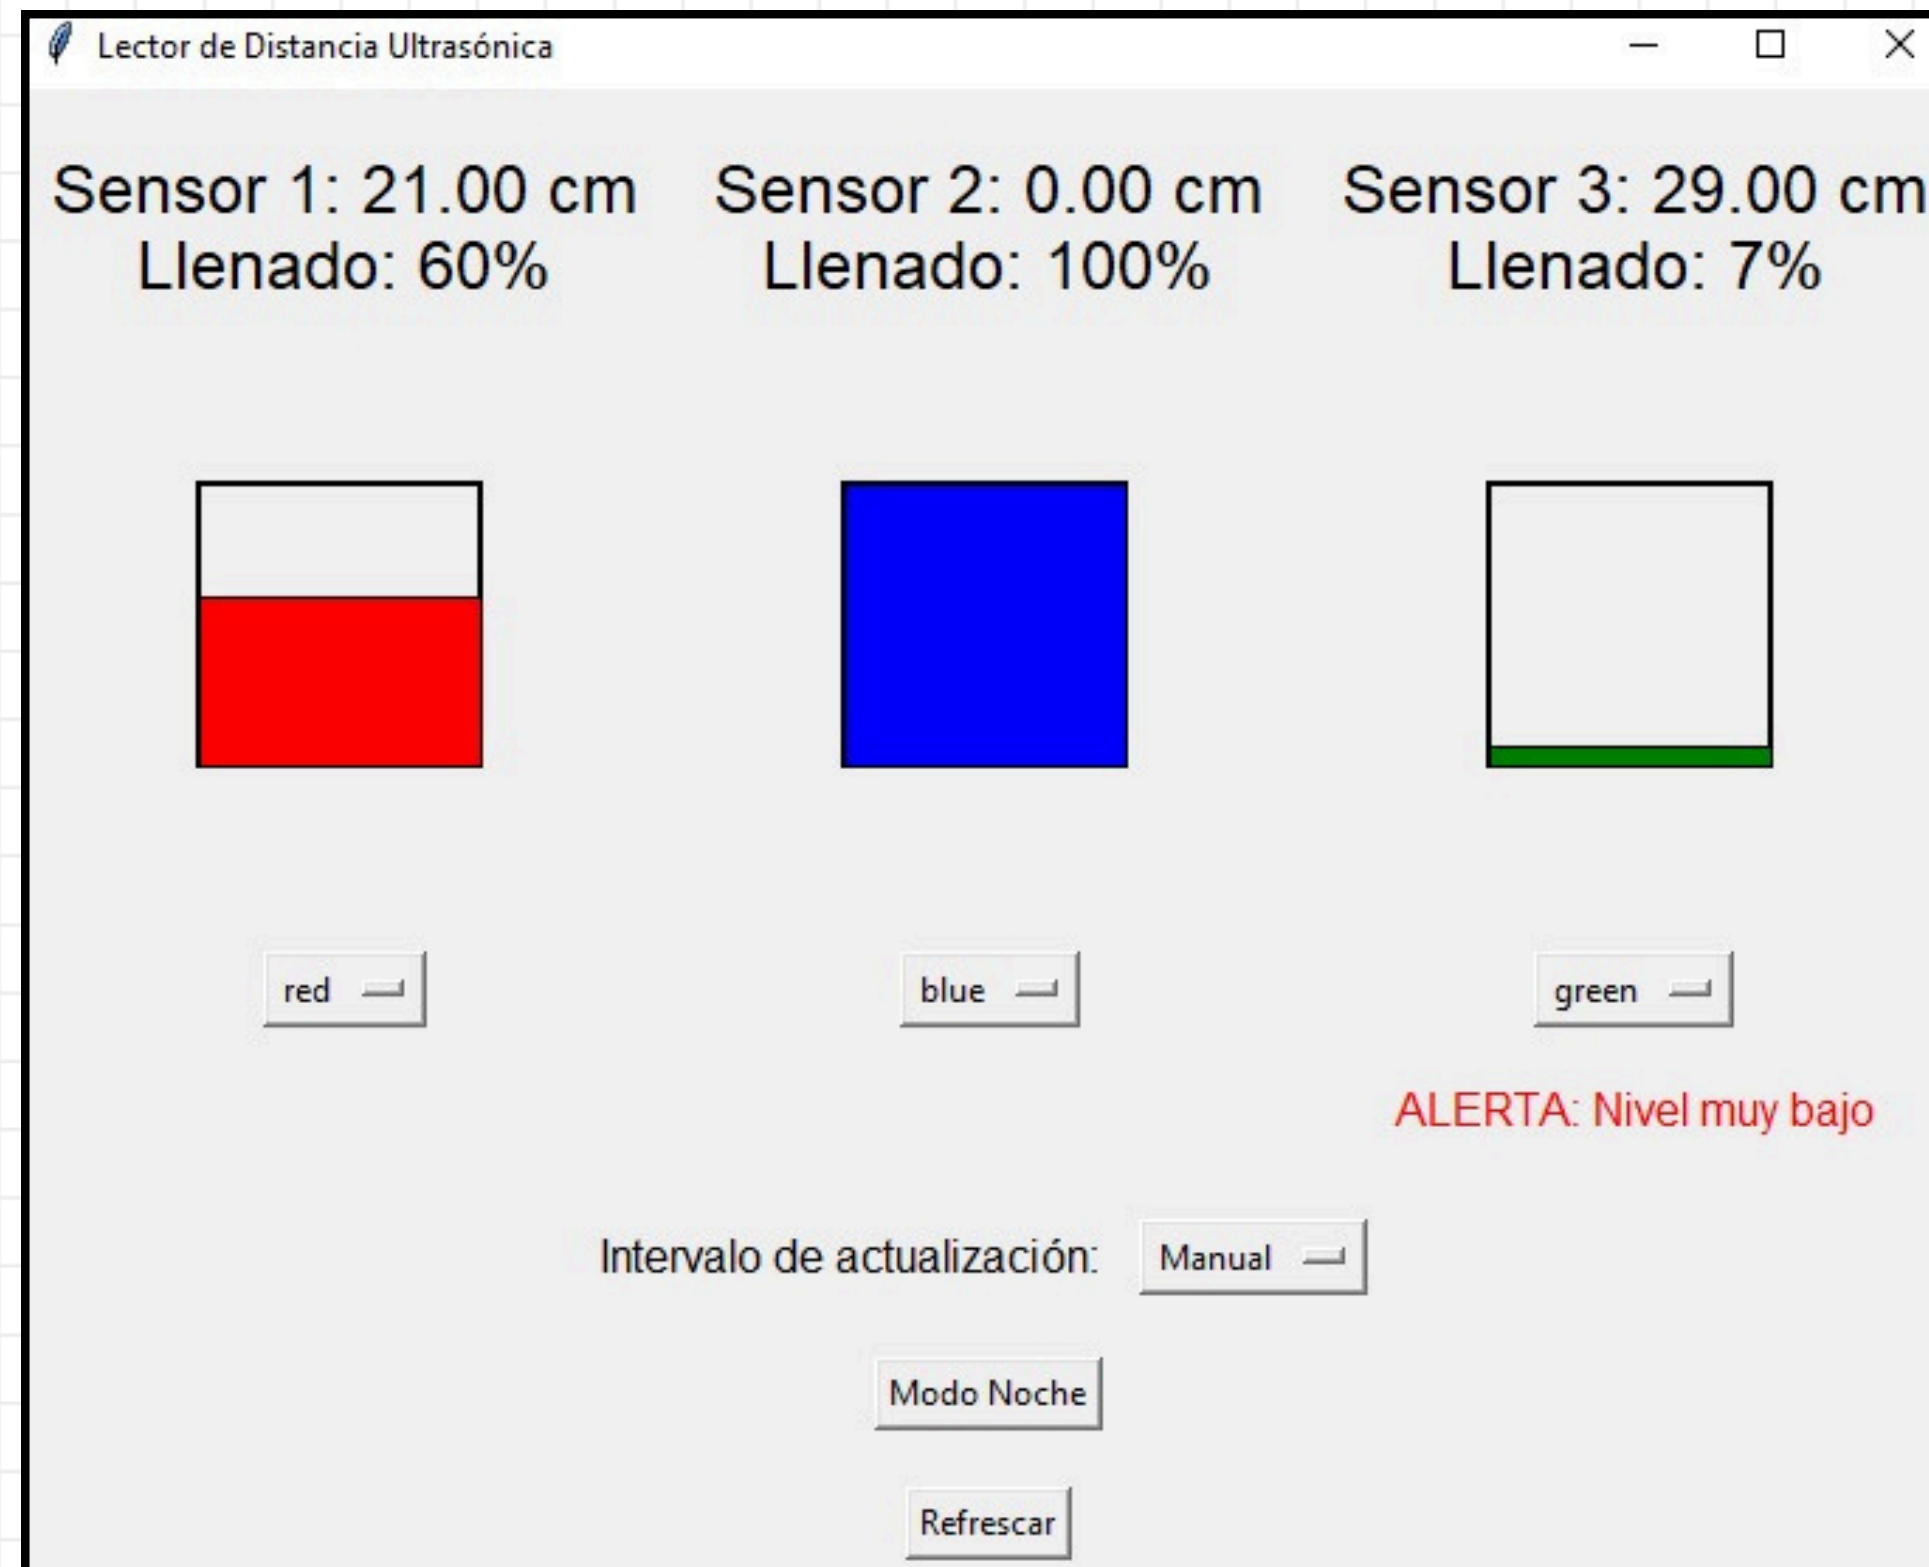 Lector de Distancia Ultrasónica
Sensor 1: 21.00 cm
Llenado: 60%
Sensor 2: 0.00 cm
Llenado: 100%
Sensor 3: 29.00 cm
Llenado: 7%
red
blue
green
ALERTA: Nivel muy bajo
Intervalo de actualización: Manual
Modo Noche
Refrescar